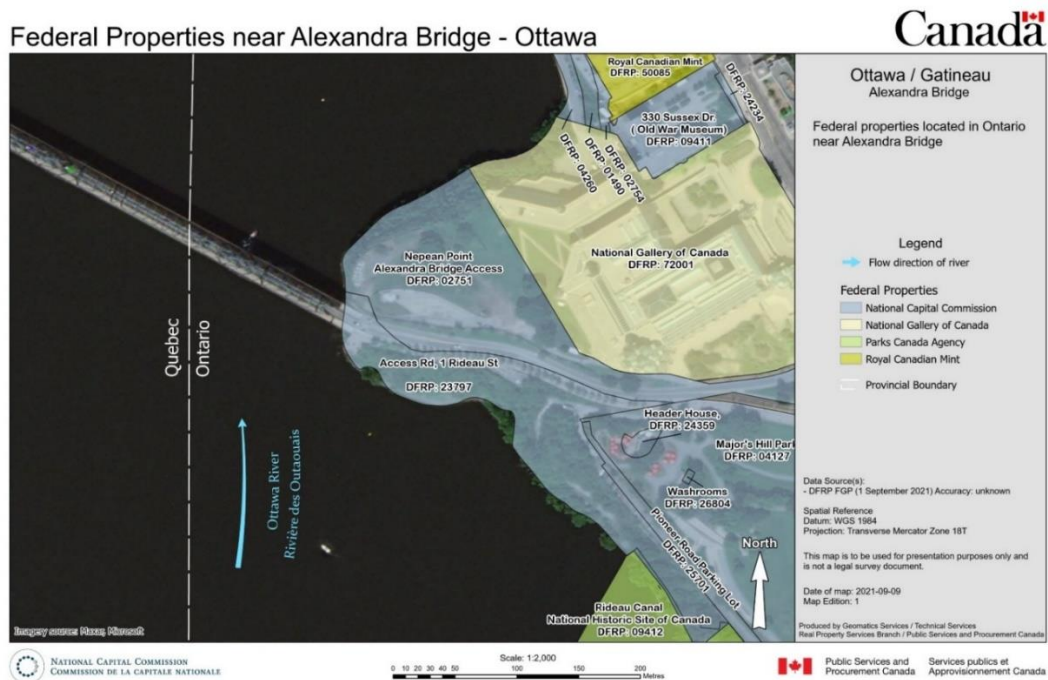 Federal Properties near Alexandra Bridge - Ottawa
Canada
Royal Canadian Mint
DFRP: 50085
330 Sussex Dr.
( Old War Museum)
DFRP: 09411
DFRP: 24234
DFRP: 04260
DFRP: 01490
DFRP: 02754
National Gallery of Canada
DFRP: 72001
Nepean Point
Alexandra Bridge Access
DFRP: 02751
Access Rd, 1 Rideau St
DFRP: 23797
Header House,
DFRP: 24359
Major's Hill Park
DFRP: 04127
Washrooms
DFRP: 26804
Pioneer Road Parking Lot
DFRP: 25701
Rideau Canal
National Historic Site of Canada
DFRP: 09412
Quebec
Ontario
Ottawa River
Rivière des Outaouais
North
Imagery source: Maxar, Microsoft
Ottawa / Gatineau
Alexandra Bridge
Federal properties located in Ontario
near Alexandra Bridge
Legend
Flow direction of river
Federal Properties
National Capital Commission
National Gallery of Canada
Parks Canada Agency
Royal Canadian Mint
Provincial Boundary
Data Source(s):
- DFRP FGP (1 September 2021) Accuracy: unknown
Spatial Reference
Datum: WGS 1984
Projection: Transverse Mercator Zone 18T
This map is to be used for presentation purposes only and
is not a legal survey document.
Date of map: 2021-09-09
Map Edition: 1
Produced by Geomatics Services / Technical Services
Real Property Services Branch / Public Services and Procurement Canada
NATIONAL CAPITAL COMMISSION
COMMISSION DE LA CAPITALE NATIONALE
Scale: 1:2,000
0 10 20 30 40 50 100 150 200
Metres
Public Services and
Procurement Canada
Services publics et
Approvisionnement Canada